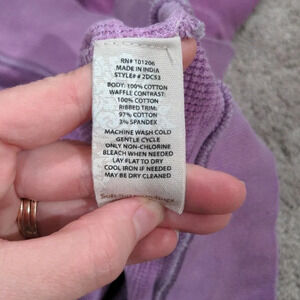 RN# 101206
MADE IN INDIA
STYLE# 2DC53
BODY: 100% COTTON
WAFFLE CONTRAST:
100% COTTON
RIBBED TRIM:
97% COTTON
3% SPANDEX
MACHINE WASH COLD
GENTLE CYCLE
ONLY NON-CHLORINE
BLEACH WHEN NEEDED
LAY FLAT TO DRY
COOL IRON IF NEEDED
MAY BE DRY CLEANED